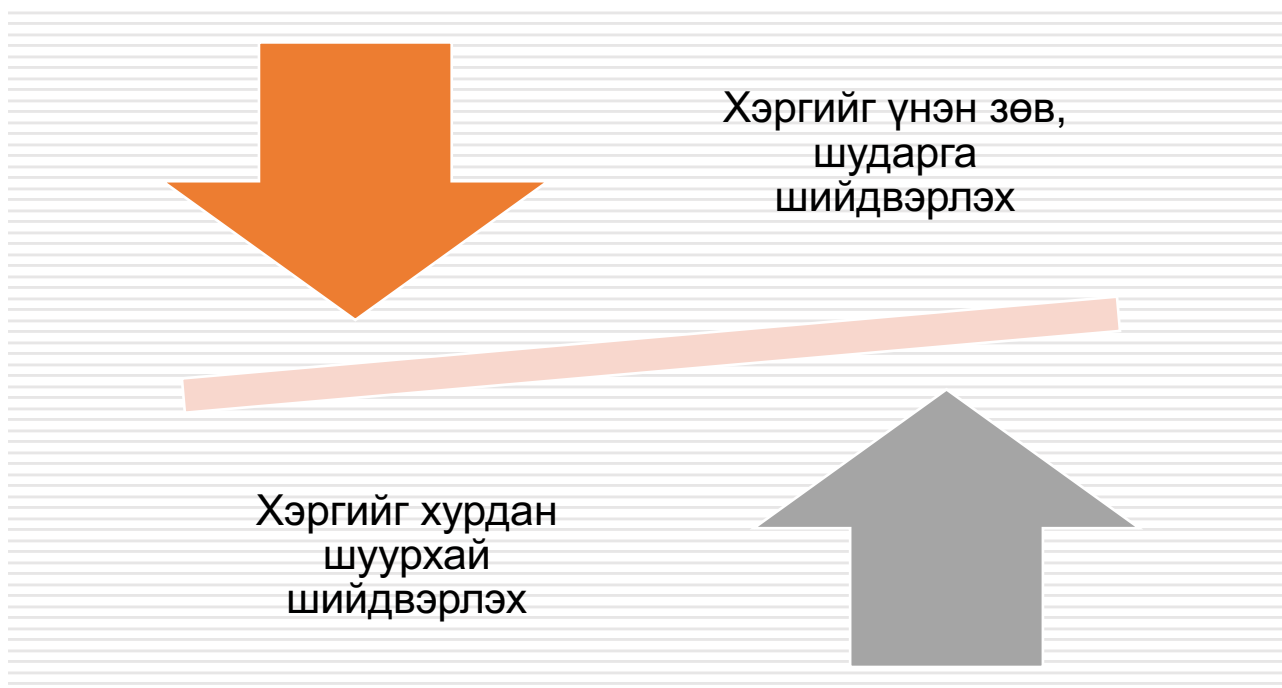 Хэргийг үнэн зөв,
шударга
шийдвэрлэх
Хэргийг хурдан
шуурхай
шийдвэрлэх